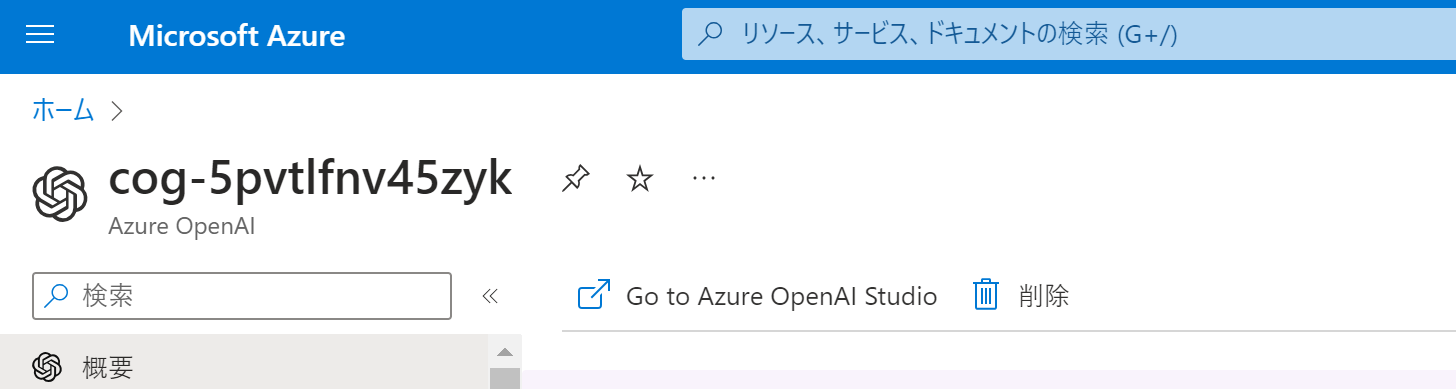 Microsoft Azure
リソース、サービス、ドキュメントの検索 (G+/)
ホーム
cog-5pvtlfnv45zyk
Azure OpenAI
検索
Go to Azure OpenAI Studio
削除
概要